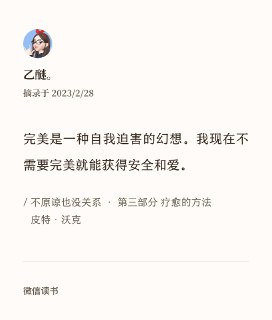 乙醚。
摘录于 2023/2/28
完美是一种自我迫害的幻想。我现在不
需要完美就能获得安全和爱。
/ 不原谅也没关系 · 第三部分 疗愈的方法
皮特 · 沃克
微信读书